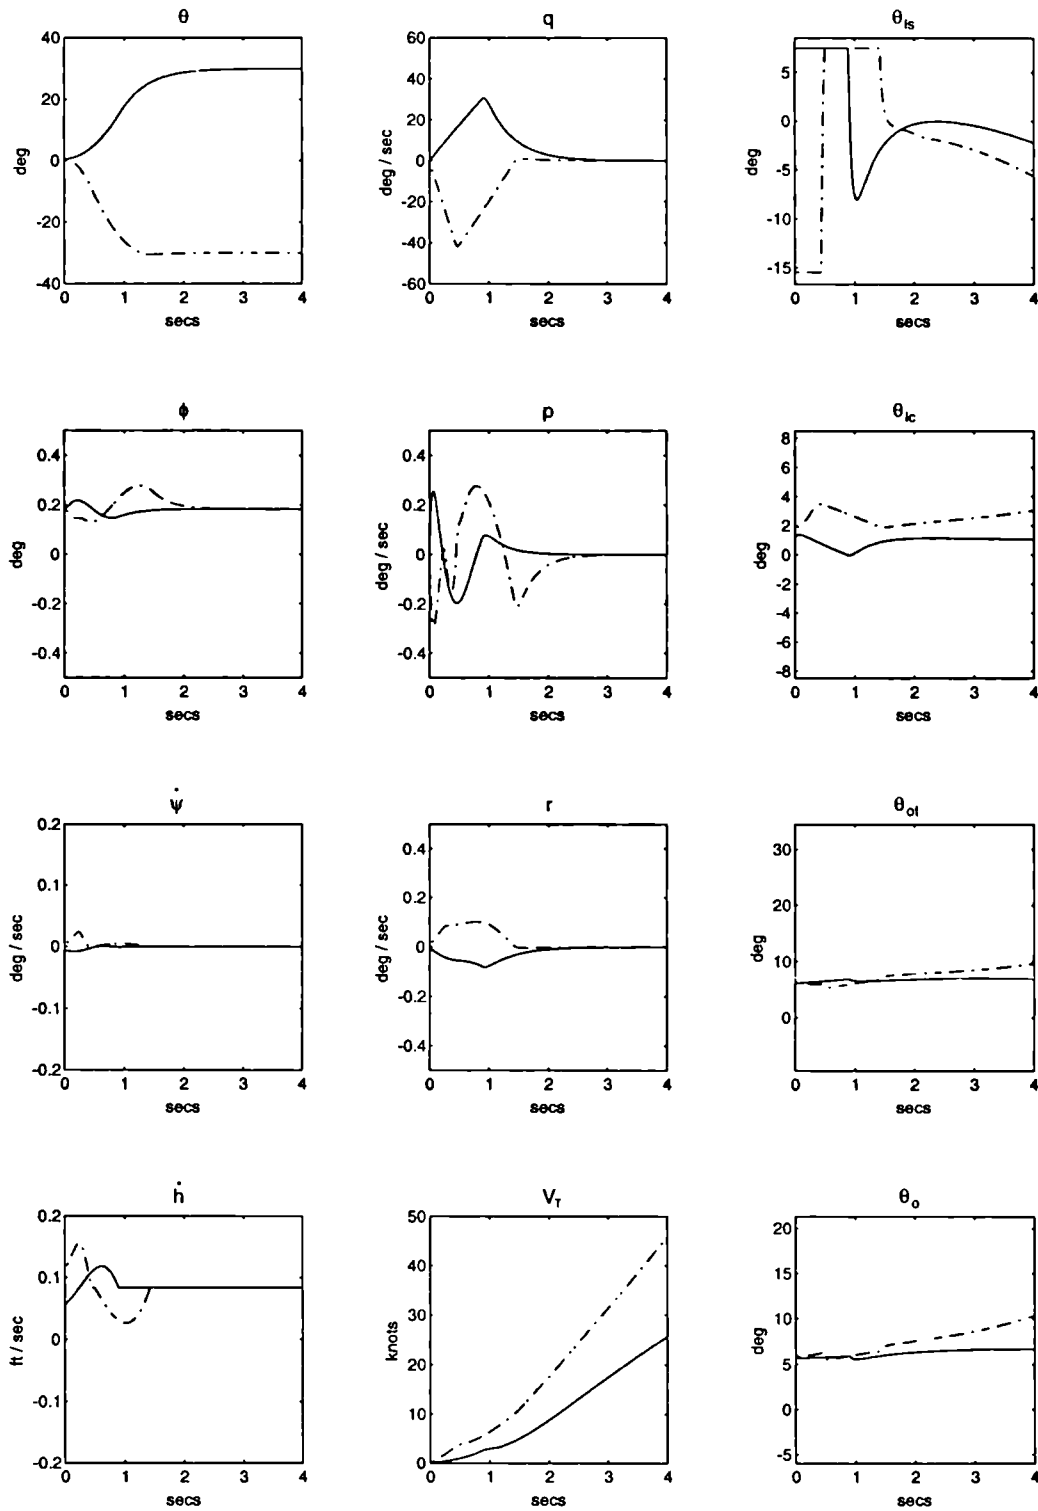 θ
40
20
0
-20
-40
deg
0 1 2 3 4
secs
q
60
40
20
0
-20
-40
-60
deg / sec
0 1 2 3 4
secs
θ₁s
5
0
-5
-10
-15
deg
0 1 2 3 4
secs
ϕ
0.4
0.2
0
-0.2
-0.4
deg
0 1 2 3 4
secs
p
0.4
0.2
0
-0.2
-0.4
deg / sec
0 1 2 3 4
secs
θ₁c
8
6
4
2
0
-2
-4
-6
-8
deg
0 1 2 3 4
secs
ψ̇
0.2
0.1
0
-0.1
-0.2
deg / sec
0 1 2 3 4
secs
r
0.4
0.2
0
-0.2
-0.4
deg / sec
0 1 2 3 4
secs
θot
30
20
10
0
deg
0 1 2 3 4
secs
ḣ
0.2
0.1
0
-0.1
-0.2
ft / sec
0 1 2 3 4
secs
V_T
50
40
30
20
10
0
knots
0 1 2 3 4
secs
θo
20
15
10
5
0
-5
deg
0 1 2 3 4
secs